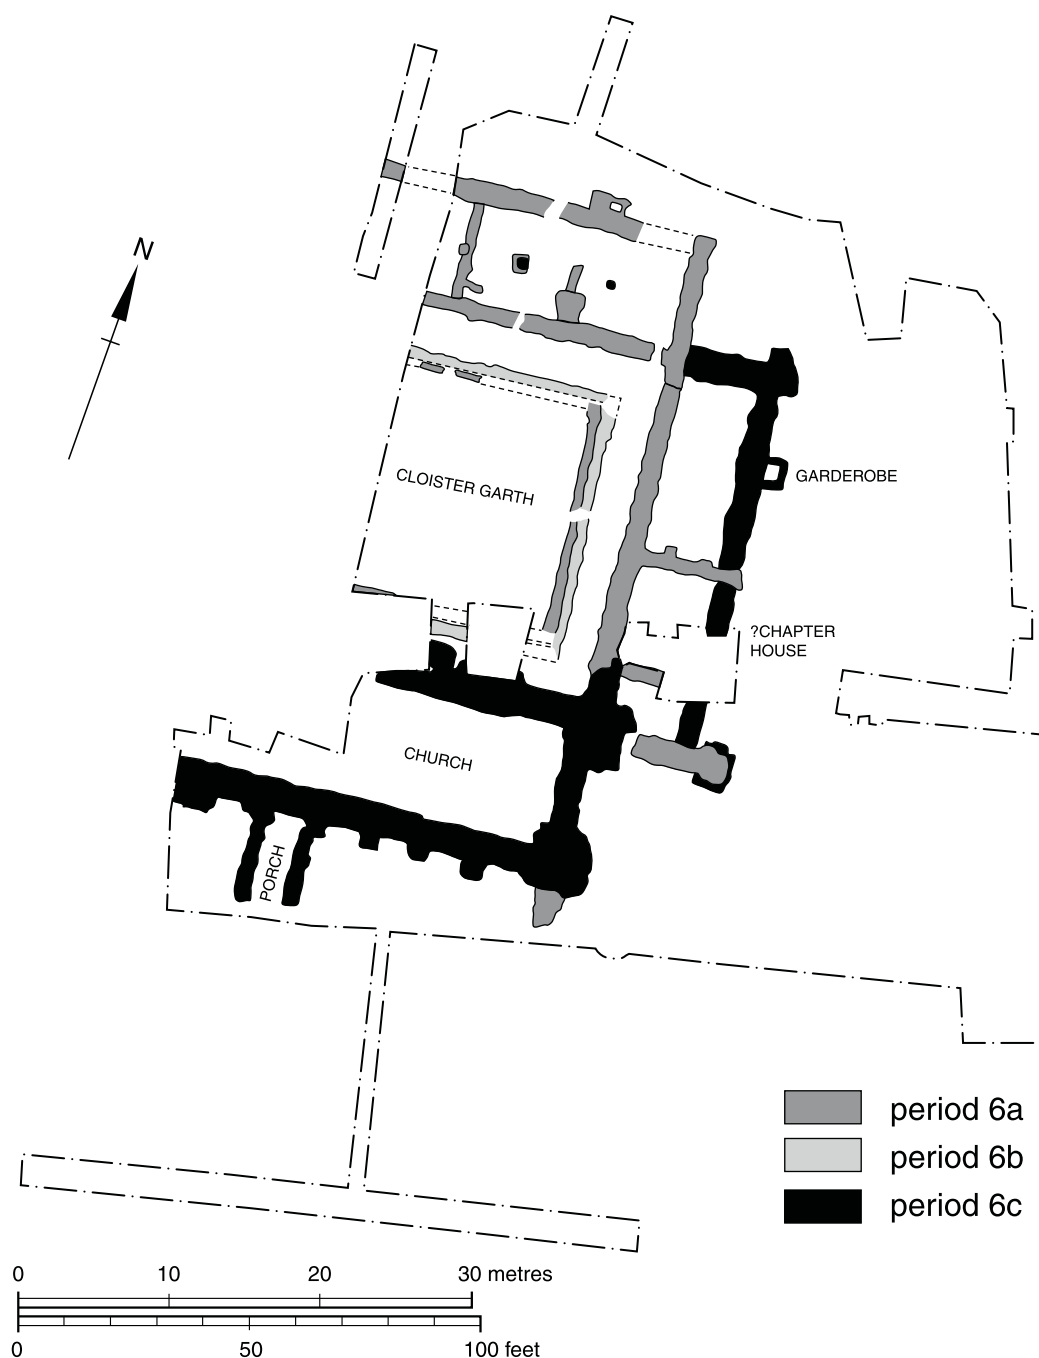 N
CLOISTER GARTH
GARDEROBE
?CHAPTER
HOUSE
CHURCH
PORCH
period 6a
period 6b
period 6c
0 10 20 30 metres
0 50 100 feet